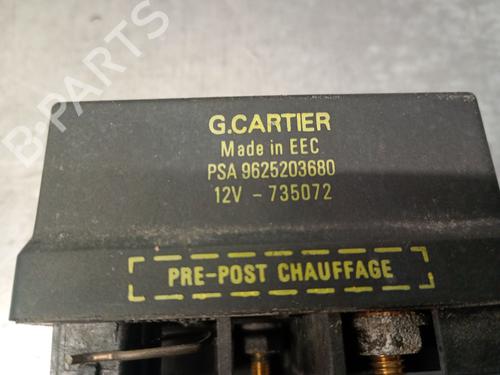 B-PARTS
G.CARTIER
Made in EEC
PSA 9625203680
12V - 735072
PRE-POST CHAUFFAGE